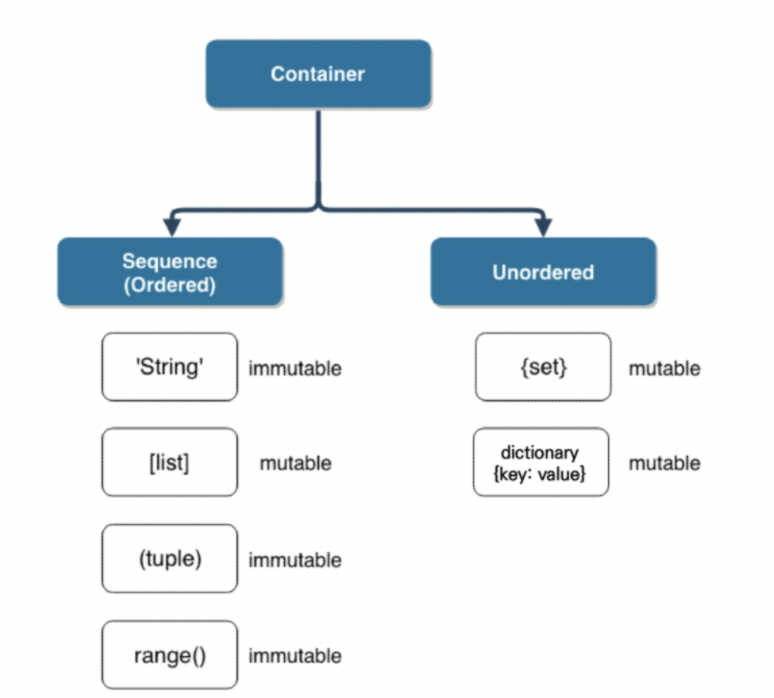 Container
Sequence
(Ordered)
Unordered
'String'
immutable
{set}
mutable
[list]
mutable
dictionary
{key: value}
mutable
(tuple)
immutable
range()
immutable